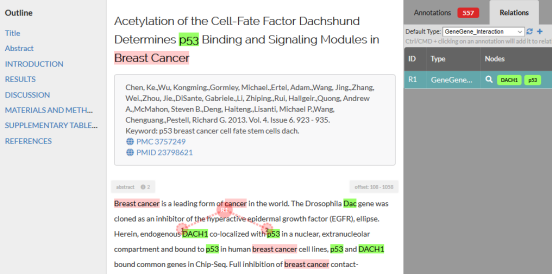 Outline
Title
Abstract
INTRODUCTION
RESULTS
DISCUSSION
MATERIALS AND METH...
SUPPLEMENTARY TABLE...
REFERENCES
Acetylation of the Cell-Fate Factor Dachshund
Determines p53 Binding and Signaling Modules in
Breast Cancer
Chen, Ke,Wu, Kongming,Gormley, Michael,Ertel, Adam,Wang, Jing,Zhang,
Wei,Zhou, Jie,DiSante, Gabriele,Li, Zhiping,Rui, Hallgeir,Quong, Andrew
A.,McMahon, Steven B.,Deng, Haiteng,Lisanti, Michael P.,Wang,
Chenguang,Pestell, Richard G. 2013. Vol. 4. Issue 6. 923 - 935.
Keyword: p53 breast cancer cell fate stem cells dach.
PMC 3757249
PMID 23798621
abstract 2
offset: 108 - 1058
Breast cancer is a leading form of cancer in the world. The Drosophila Dac gene was
cloned as an inhibitor of the hyperactive epidermal growth factor (EGFR), ellipse.
Herein, endogenous DACH1 co-localized with p53 in a nuclear, extranucleolar
compartment and bound to p53 in human breast cancer cell lines, p53 and DACH1
bound common genes in Chip-Seq. Full inhibition of breast cancer contact-
Annotations 557 Relations
Default Type: GeneGene_Interaction
Ctrl/CMD + clicking on an annotation will add it to relat
ID Type Nodes
R1 GeneGene... DACH1 p53